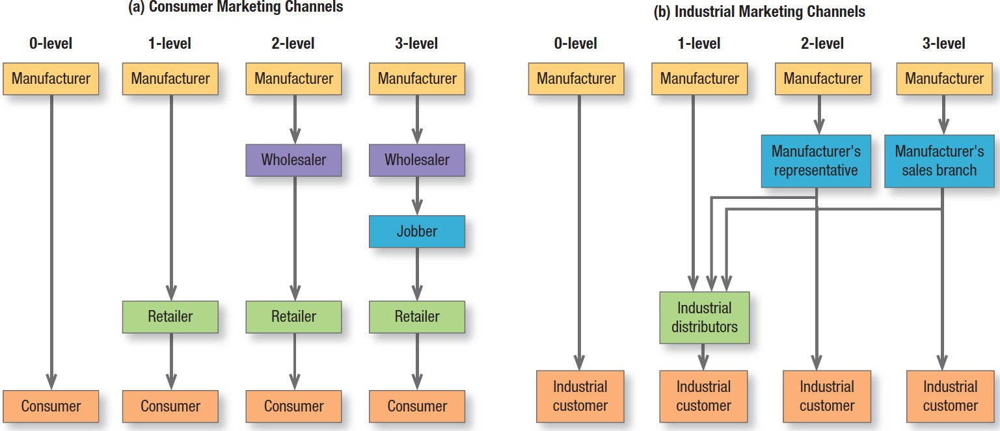 (a) Consumer Marketing Channels
0-level
1-level
2-level
3-level
Manufacturer
Manufacturer
Manufacturer
Manufacturer
Wholesaler
Wholesaler
Jobber
Retailer
Retailer
Retailer
Consumer
Consumer
Consumer
Consumer
(b) Industrial Marketing Channels
0-level
1-level
2-level
3-level
Manufacturer
Manufacturer
Manufacturer
Manufacturer
Manufacturer's
representative
Manufacturer's
sales branch
Industrial
distributors
Industrial
customer
Industrial
customer
Industrial
customer
Industrial
customer